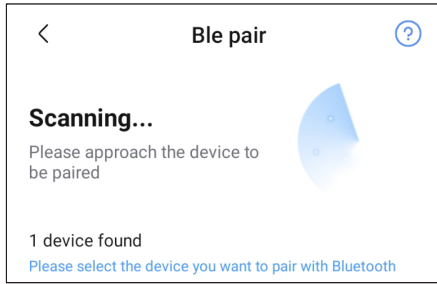 Ble pair
?
Scanning...
Please approach the device to
be paired
1 device found
Please select the device you want to pair with Bluetooth